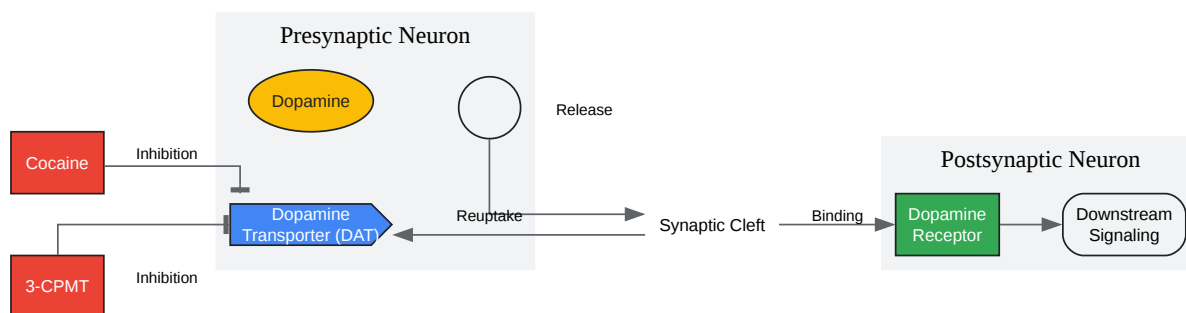 Presynaptic Neuron
Dopamine
Release
Cocaine
Inhibition
Postsynaptic Neuron
Dopamine
Transporter (DAT)
Reuptake
Synaptic Cleft
Binding
Dopamine
Receptor
Downstream
Signaling
Inhibition
3-CPMT